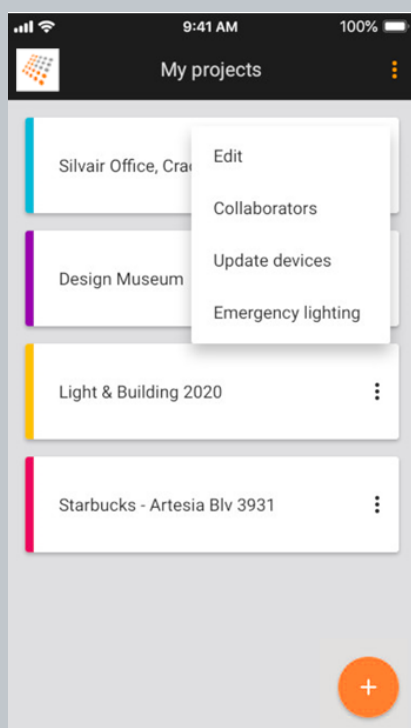 9:41 AM
100%
My projects
Silvair Office, Crac
Edit
Collaborators
Design Museum
Update devices
Emergency lighting
Light & Building 2020
Starbucks - Artesia Blv 3931
+